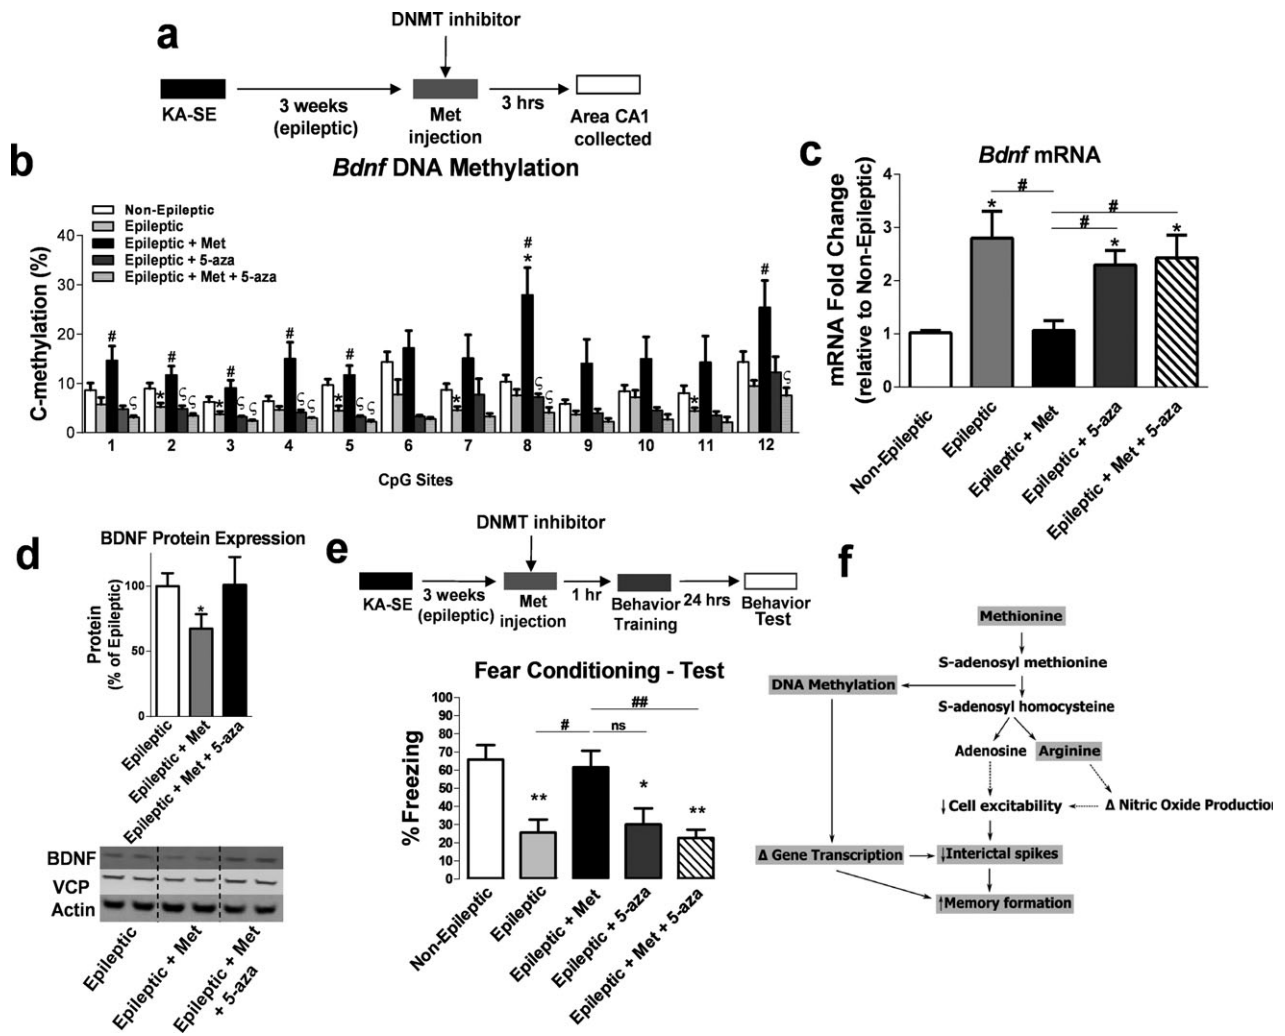 a
DNMT inhibitor
KA-SE
3 weeks
(epileptic)
Met
injection
3 hrs
Area CA1
collected
b
Bdnf DNA Methylation
Non-Epileptic
Epileptic
Epileptic + Met
Epileptic + 5-aza
Epileptic + Met + 5-aza
C-methylation (%)
40
30
20
10
0
# # # # # # * #
* * * * *
ς ς ς ς ς ς ς ς ς ς ς ς
1 2 3 4 5 6 7 8 9 10 11 12
CpG Sites
c
Bdnf mRNA
mRNA Fold Change
(relative to Non-Epileptic)
4
3
2
1
0
#
#
#
* * *
Non-Epileptic
Epileptic
Epileptic + Met
Epileptic + 5-aza
Epileptic + Met + 5-aza
d
BDNF Protein Expression
Protein
(% of Epileptic)
100
50
0
*
Epileptic
Epileptic + Met
Epileptic + Met + 5-aza
BDNF
VCP
Actin
Epileptic
Epileptic + Met
Epileptic + Met
+ 5-aza
e
DNMT inhibitor
KA-SE
3 weeks
(epileptic)
Met
injection
1 hr
Behavior
Training
24 hrs
Behavior
Test
Fear Conditioning - Test
% Freezing
100
90
80
70
60
50
40
30
20
10
0
##
# ns
** * **
Non-Epileptic
Epileptic
Epileptic + Met
Epileptic + 5-aza
Epileptic + Met + 5-aza
f
Methionine
S-adenosyl methionine
DNA Methylation
S-adenosyl homocysteine
Adenosine
Arginine
↓Cell excitability
Δ Nitric Oxide Production
Δ Gene Transcription
↓Interictal spikes
↑Memory formation